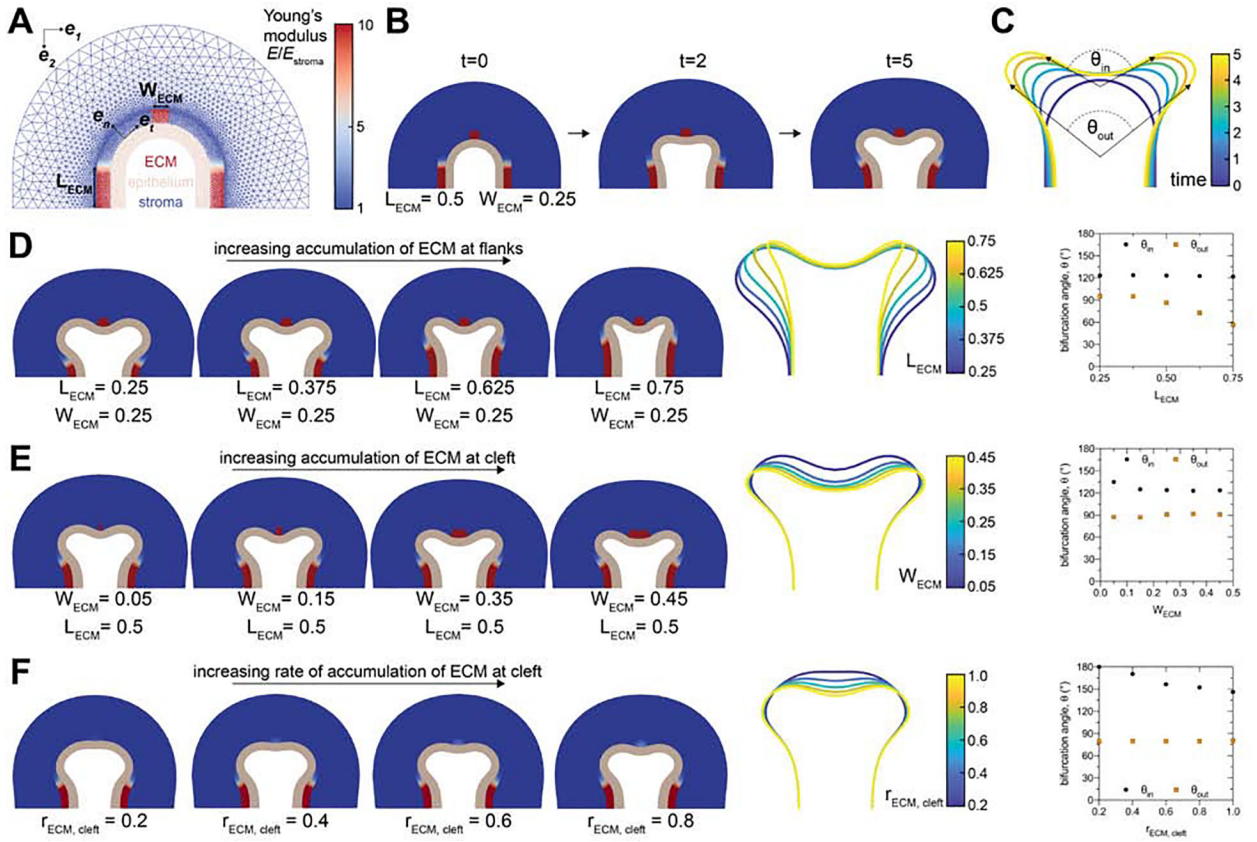 A
e1
e2
Young's
modulus
E/Estroma
10
5
1
WECM
en
et
LECM
ECM
epithelium
stroma
B
t=0
t=2
t=5
LECM= 0.5 WECM= 0.25
C
θin
θout
time
5
4
3
2
1
0
D
increasing accumulation of ECM at flanks
LECM= 0.25
WECM= 0.25
LECM= 0.375
WECM= 0.25
LECM= 0.625
WECM= 0.25
LECM= 0.75
WECM= 0.25
0.75
0.625
0.5
0.375
0.25
LECM
bifurcation angle, θ (°)
θin θout
180
150
120
90
60
30
0
0.25 0.50 0.75
LECM
E
increasing accumulation of ECM at cleft
WECM= 0.05
LECM= 0.5
WECM= 0.15
LECM= 0.5
WECM= 0.35
LECM= 0.5
WECM= 0.45
LECM= 0.5
0.45
0.35
0.25
0.15
0.05
WECM
bifurcation angle, θ (°)
θin θout
180
150
120
90
60
30
0
0.0 0.1 0.2 0.3 0.4 0.5
WECM
F
increasing rate of accumulation of ECM at cleft
rECM, cleft = 0.2
rECM, cleft = 0.4
rECM, cleft = 0.6
rECM, cleft = 0.8
1.0
0.8
0.6
0.4
0.2
rECM, cleft
bifurcation angle, θ (°)
180
150
120
90
60
30
0
θin θout
0.2 0.4 0.6 0.8 1.0
rECM, cleft